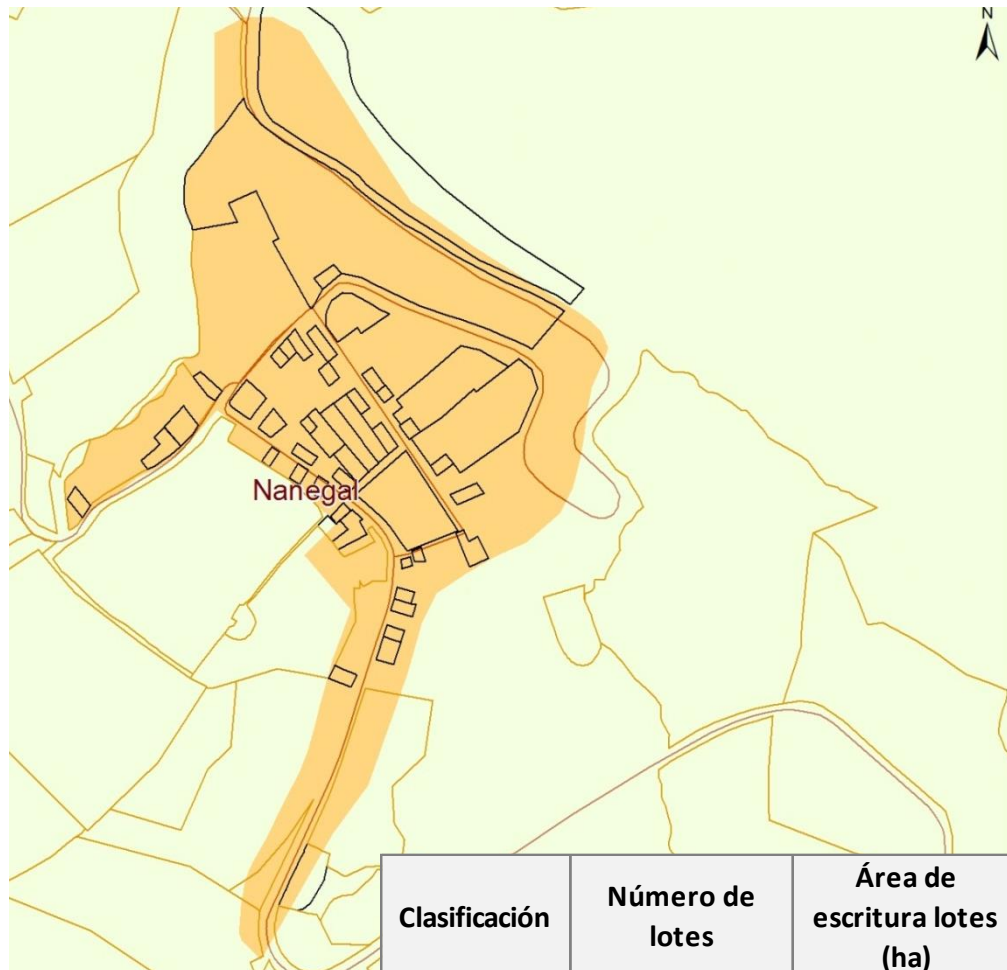 N
Nanegal
Clasificación
Número de
lotes
Área de
escritura lotes
(ha)